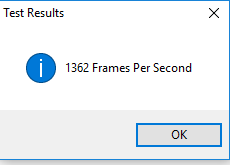 Test Results
1362 Frames Per Second
OK